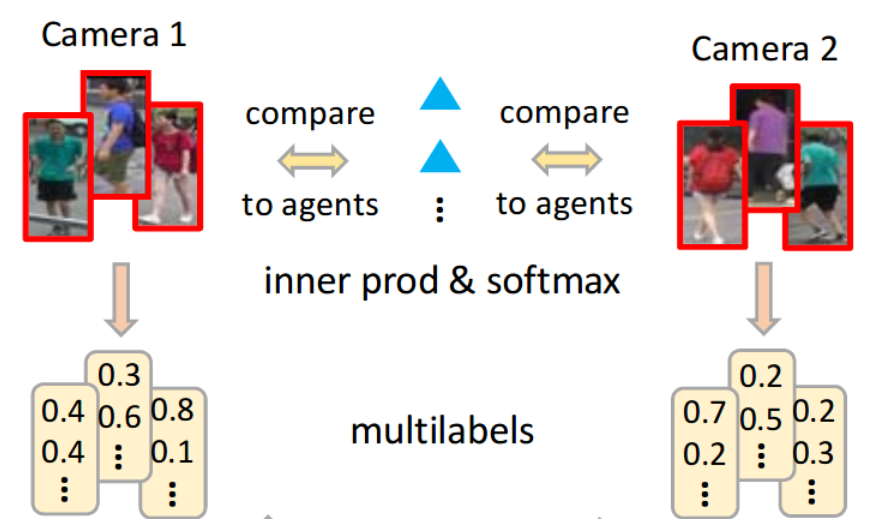 Camera 1
Camera 2
compare
compare
to agents
to agents
⋮
inner prod & softmax
0.3
0.6
⋮
0.4
0.4
⋮
0.8
0.1
⋮
multilabels
0.2
0.5
⋮
0.7
0.2
⋮
0.2
0.3
⋮